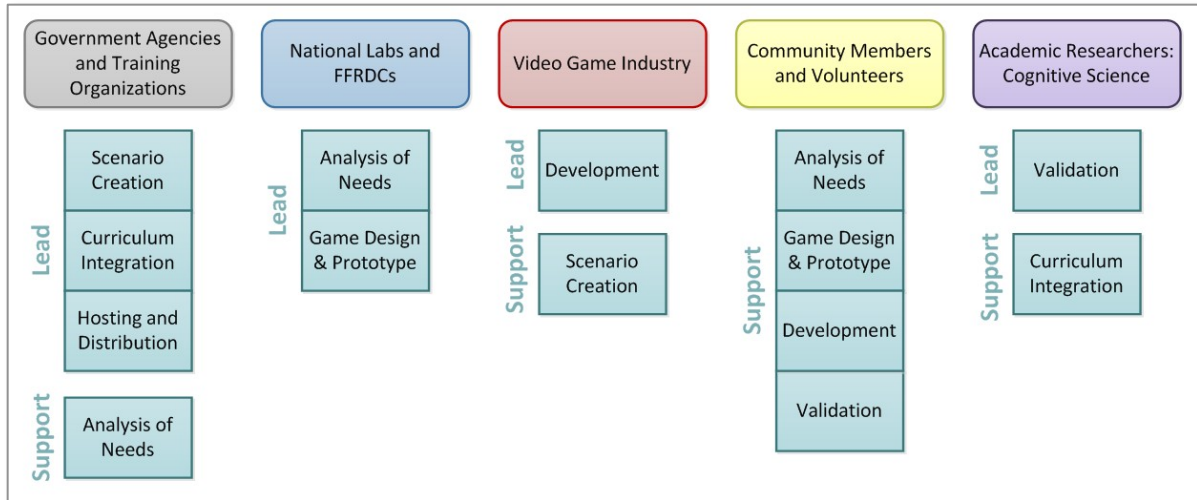 Government Agencies
and Training
Organizations
Lead
Scenario
Creation
Curriculum
Integration
Hosting and
Distribution
Support
Analysis of
Needs
National Labs and
FFRDCs
Lead
Analysis of
Needs
Game Design
& Prototype
Video Game Industry
Lead
Development
Support
Scenario
Creation
Community Members
and Volunteers
Support
Analysis of
Needs
Game Design
& Prototype
Development
Validation
Academic Researchers:
Cognitive Science
Lead
Validation
Support
Curriculum
Integration